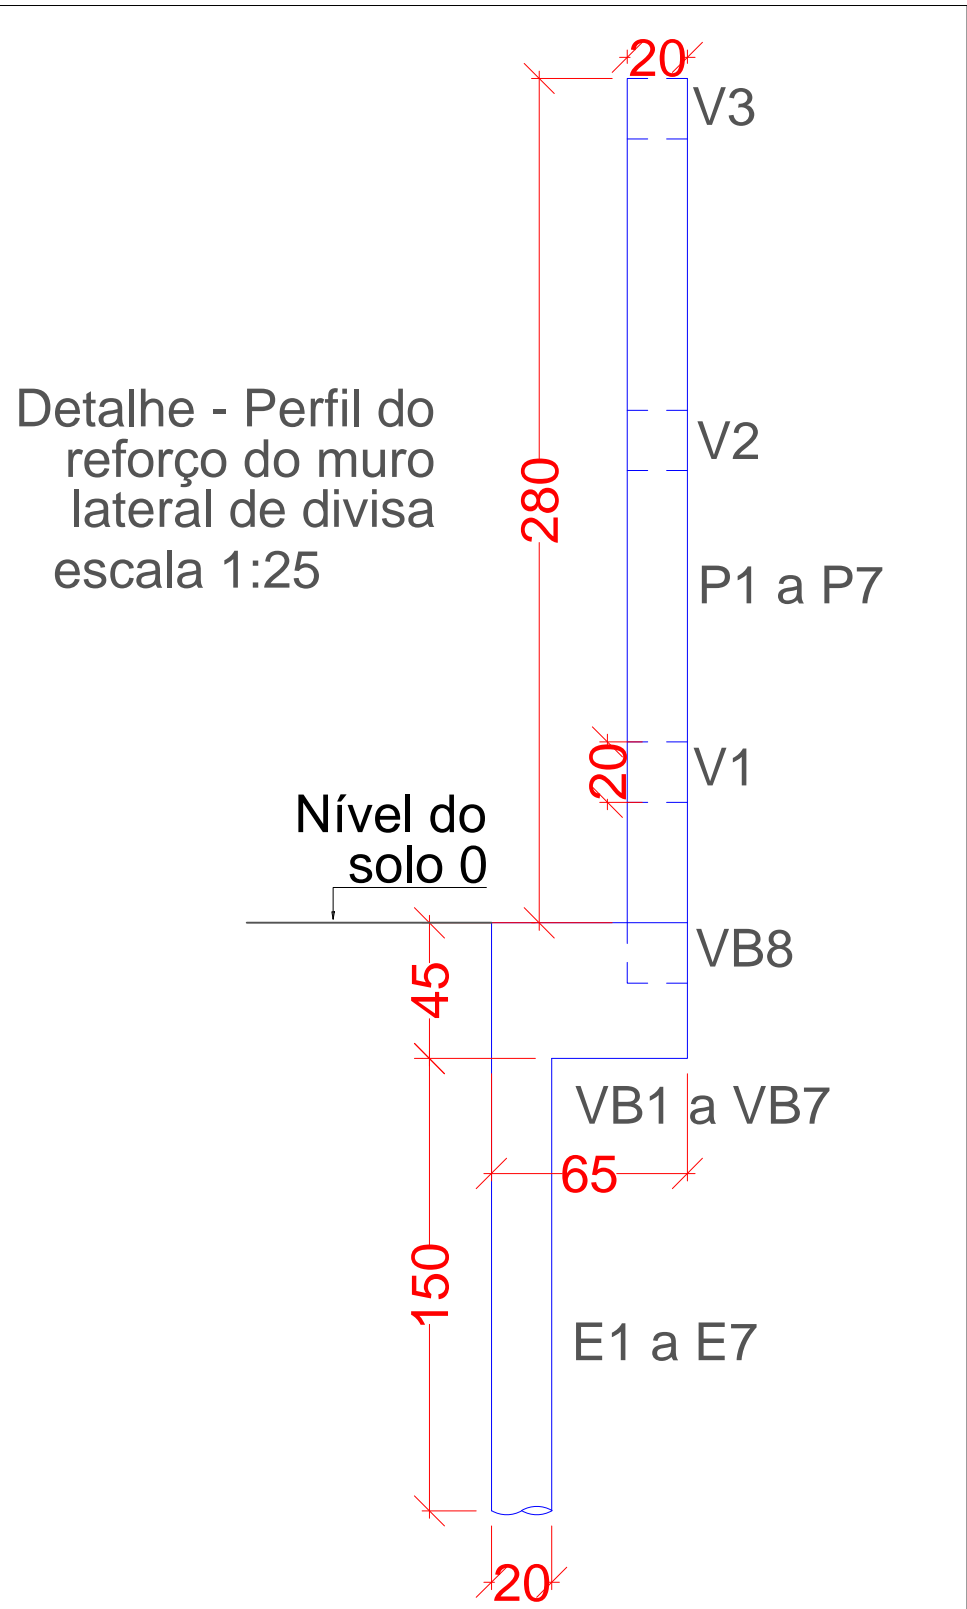 20
V3
Detalhe - Perfil do
reforço do muro
lateral de divisa
escala 1:25
280
V2
P1 a P7
V1
20
Nível do
solo 0
VB8
45
VB1 a VB7
65
150
E1 a E7
20